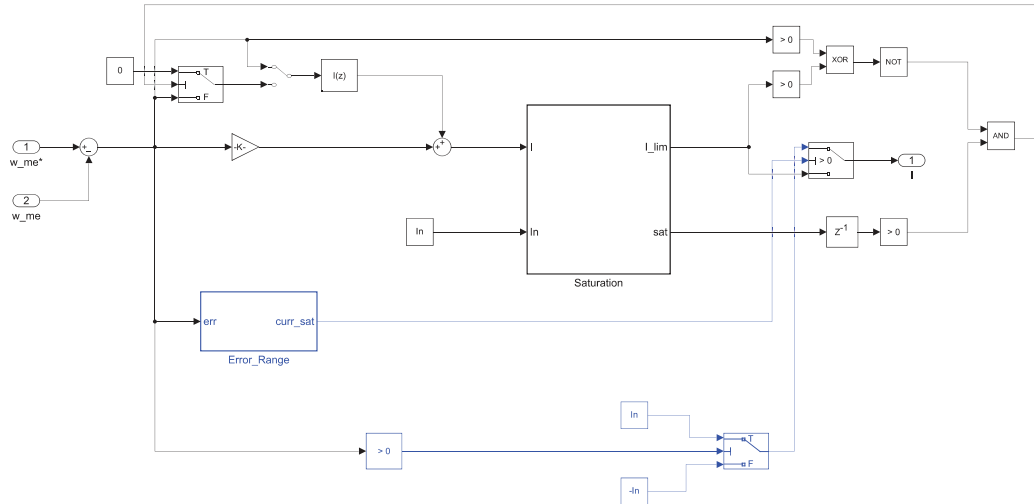 > 0
XOR
NOT
0
T
F
I(z)
> 0
AND
1
w_me*
+
−
-K-
+
+
I
I_lim
> 0
1
I
2
w_me
In
In
sat
Z-1
> 0
Saturation
err
curr_sat
Error_Range
In
> 0
T
F
-In